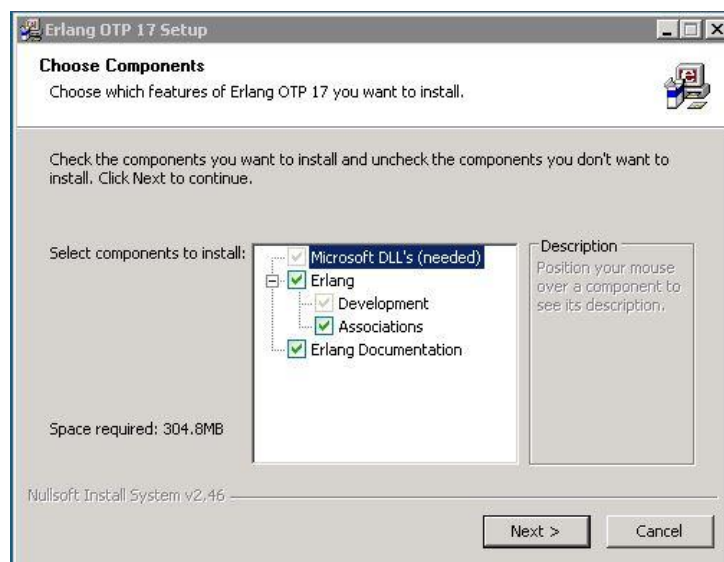 Erlang OTP 17 Setup
Choose Components
Choose which features of Erlang OTP 17 you want to install.
Check the components you want to install and uncheck the components you don't want to
install. Click Next to continue.
Select components to install:
Microsoft DLL's (needed)
Erlang
Development
Associations
Erlang Documentation
Description
Position your mouse
over a component to
see its description.
Space required: 304.8MB
Nullsoft Install System v2.46
Next >
Cancel